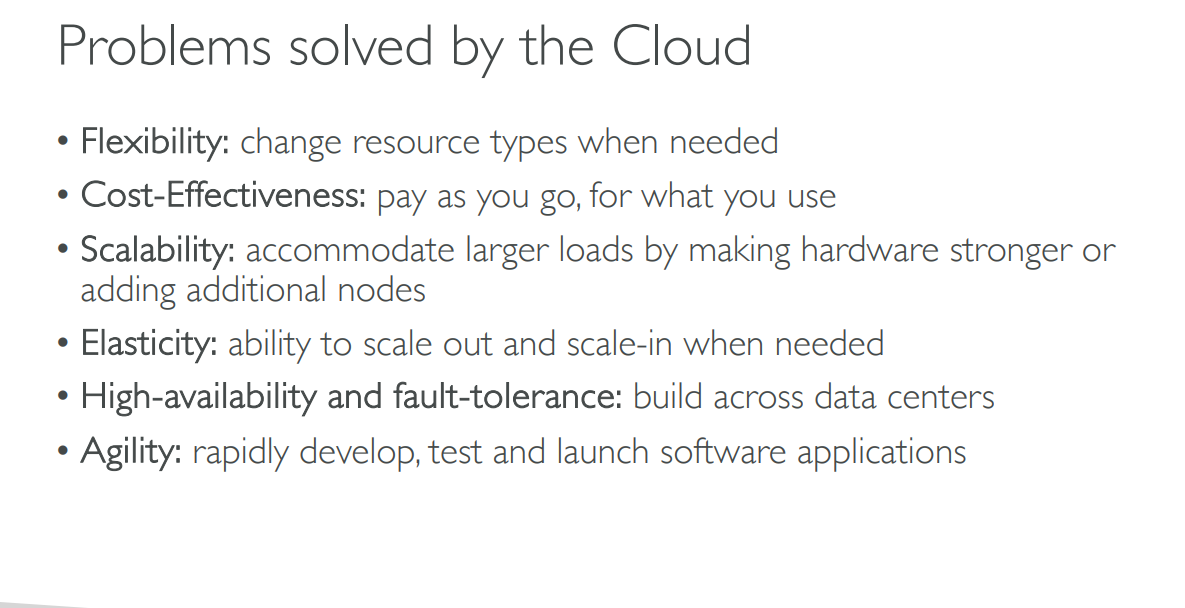 Problems solved by the Cloud
• Flexibility: change resource types when needed
• Cost-Effectiveness: pay as you go, for what you use
• Scalability: accommodate larger loads by making hardware stronger or
adding additional nodes
• Elasticity: ability to scale out and scale-in when needed
• High-availability and fault-tolerance: build across data centers
• Agility: rapidly develop, test and launch software applications